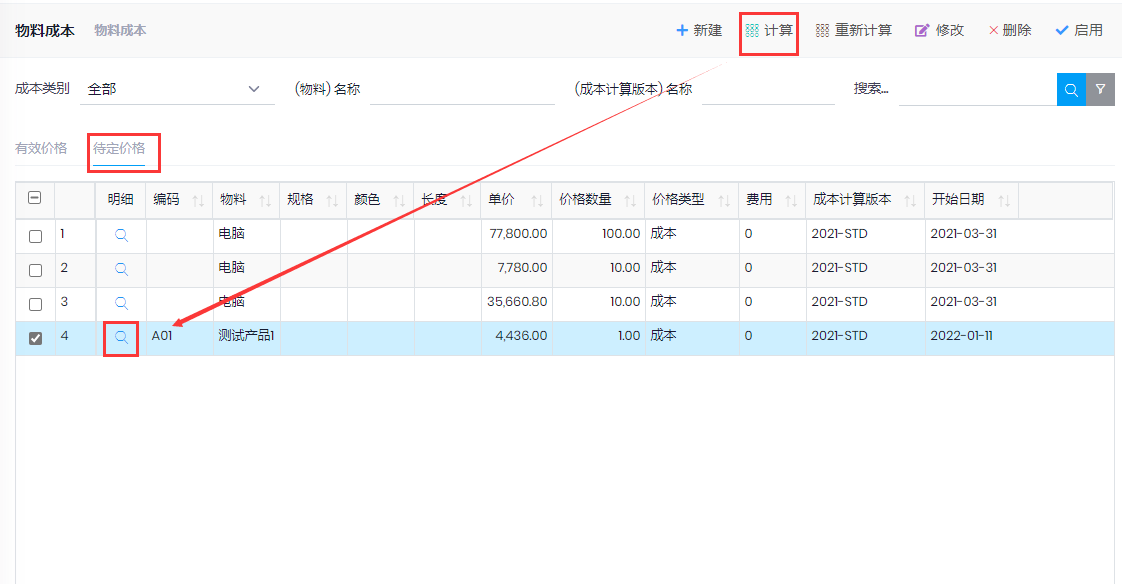 物料成本 物料成本 新建 计算 重新计算 修改 删除 启用
成本类别 全部 (物料) 名称 (成本计算版本) 名称 搜索...
有效价格 待定价格
明细 编码 物料 规格 颜色 长度 单价 价格数量 价格类型 费用 成本计算版本 开始日期
1 电脑 77,800.00 100.00 成本 0 2021-STD 2021-03-31
2 电脑 7,780.00 10.00 成本 0 2021-STD 2021-03-31
3 电脑 35,660.80 10.00 成本 0 2021-STD 2021-03-31
4 A01 测试产品1 4,436.00 1.00 成本 0 2021-STD 2022-01-11